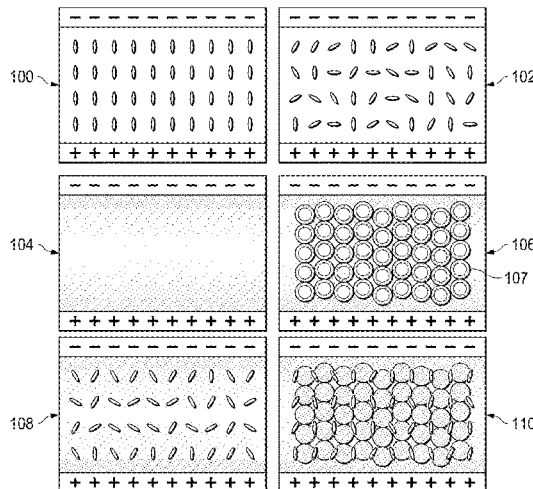 − − − − − − − − − −
− − − − − − − − − −
100
102
+ + + + + + + + + +
+ + + + + + + + + +
− − − − − − − − − −
− − − − − − − − − −
104
106
107
+ + + + + + + + + +
+ + + + + + + + + +
− − − − − − − − − −
− − − − − − − − − −
108
110
+ + + + + + + + + +
+ + + + + + + + + +